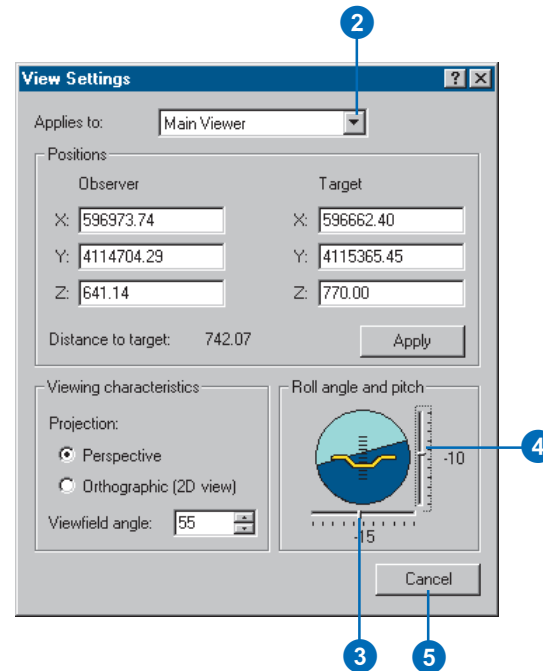 2
View Settings
Applies to: Main Viewer
Positions
Observer Target
X: 596973.74 X: 596662.40
Y: 4114704.29 Y: 4115365.45
Z: 641.14 Z: 770.00
Distance to target: 742.07 Apply
Viewing characteristics Roll angle and pitch
Projection:
Perspective
Orthographic (2D view)
Viewfield angle: 55
4
-10
-15
Cancel
3 5